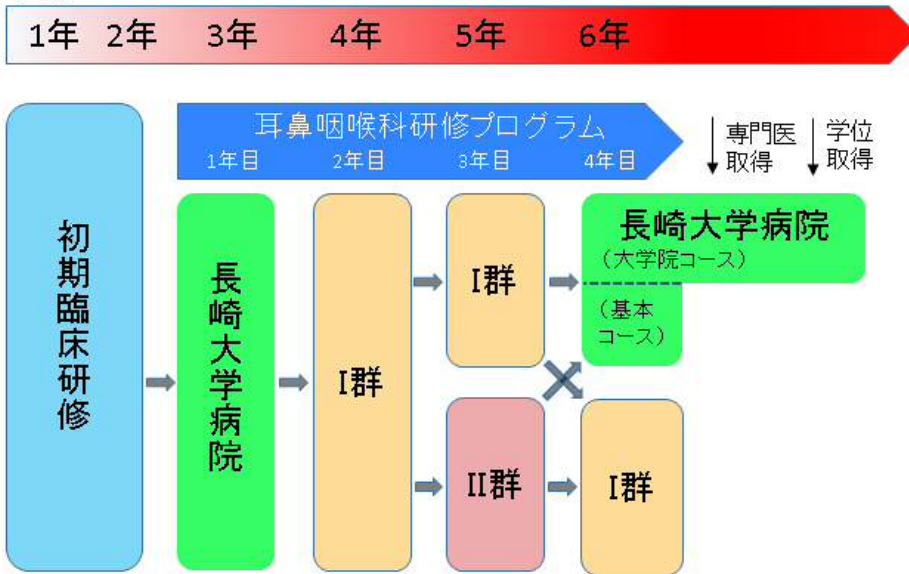 1年 2年 3年 4年 5年 6年
耳鼻咽喉科研修プログラム
1年目 2年目 3年目 4年目
専門医
取得
学位
取得
初期臨床研修
長崎大学病院
I群
I群
II群
長崎大学病院
(大学院コース)
(基本
コース)
I群